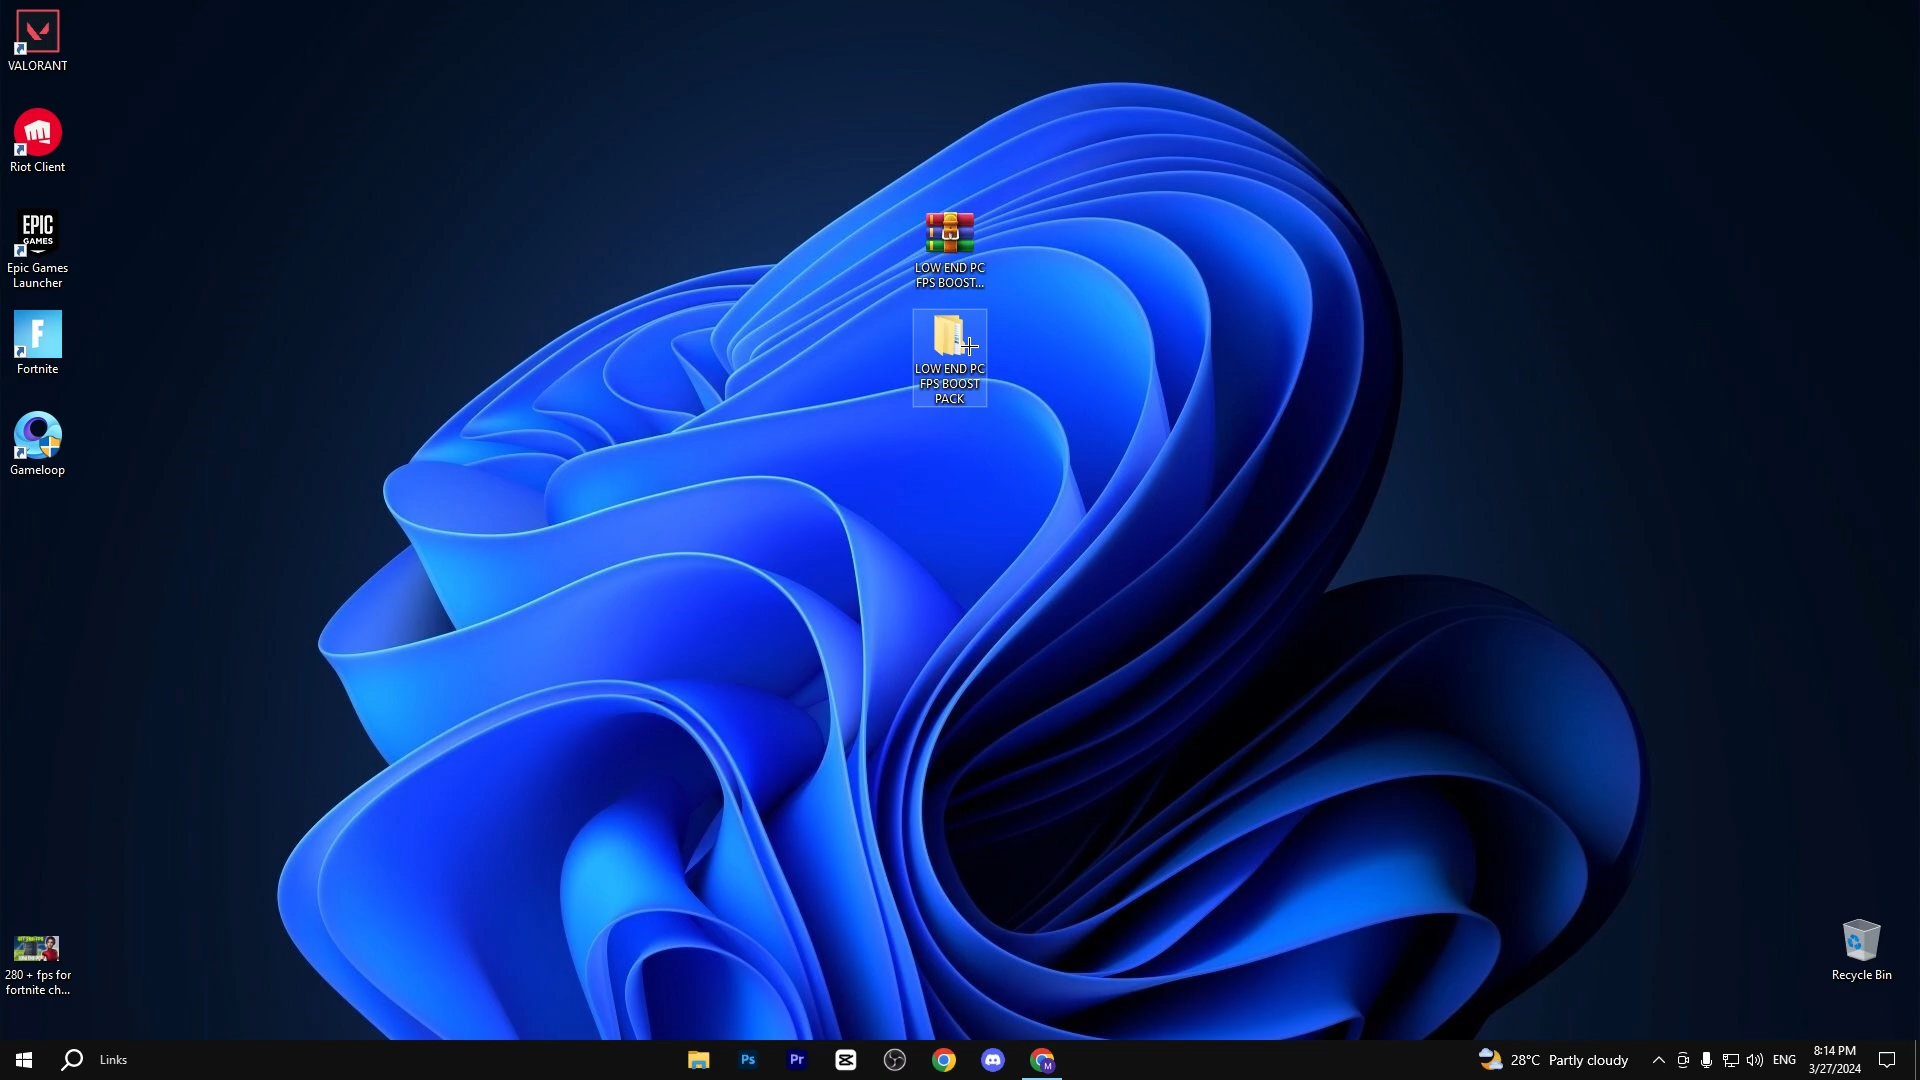 VALORANT
Riot Client
EPIC
GAMES
Epic Games
Launcher
F
Fortnite
Gameloop
LOW END PC
FPS BOOST...
LOW END PC
FPS BOOST
PACK
280 + fps for
fortnite ch...
Recycle Bin
Links
Ps
Pr
M
28°C Partly cloudy
ENG
8:14 PM
3/27/2024